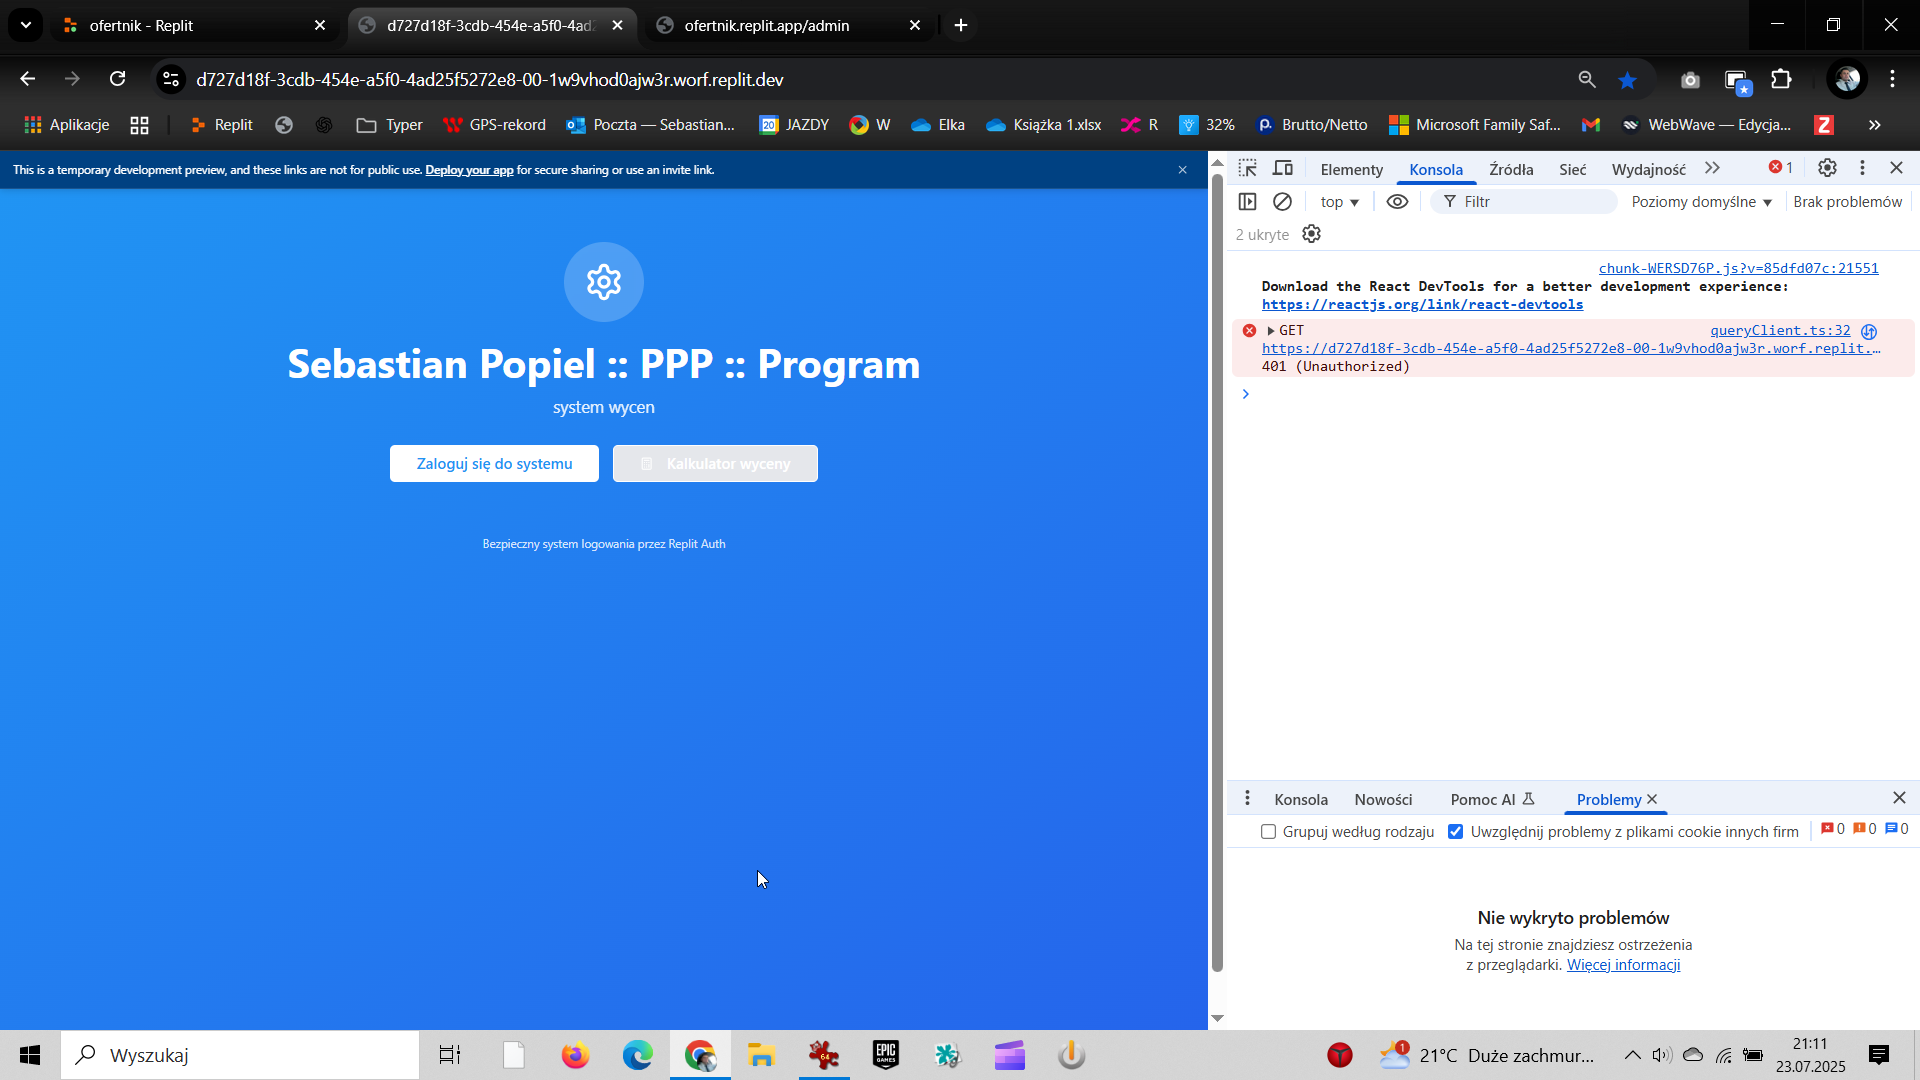 ofertnik - Replit
d727d18f-3cdb-454e-a5f0-4ad
ofertnik.replit.app/admin
d727d18f-3cdb-454e-a5f0-4ad25f5272e8-00-1w9vhod0ajw3r.worf.replit.dev
Aplikacje
Replit
Typer
GPS-rekord
Poczta — Sebastian...
20 JAZDY
W
Elka
Książka 1.xlsx
R
32%
Brutto/Netto
Microsoft Family Saf...
WebWave — Edycja...
Z
This is a temporary development preview, and these links are not for public use. Deploy your app for secure sharing or use an invite link.
Sebastian Popiel :: PPP :: Program
system wycen
Zaloguj się do systemu
Kalkulator wyceny
Bezpieczny system logowania przez Replit Auth
Elementy
Konsola
Źródła
Sieć
Wydajność
1
top
Filtr
Poziomy domyślne
Brak problemów
2 ukryte
chunk-WERSD76P.js?v=85dfd07c:21551
Download the React DevTools for a better development experience:
https://reactjs.org/link/react-devtools
GET
queryClient.ts:32
https://d727d18f-3cdb-454e-a5f0-4ad25f5272e8-00-1w9vhod0ajw3r.worf.replit.…
401 (Unauthorized)
Konsola
Nowości
Pomoc AI
Problemy
Grupuj według rodzaju
Uwzględnij problemy z plikami cookie innych firm
0
0
0
Nie wykryto problemów
Na tej stronie znajdziesz ostrzeżenia
z przeglądarki. Więcej informacji
Wyszukaj
64
EPIC GAMES
1
21°C Duże zachmur...
21:11
23.07.2025